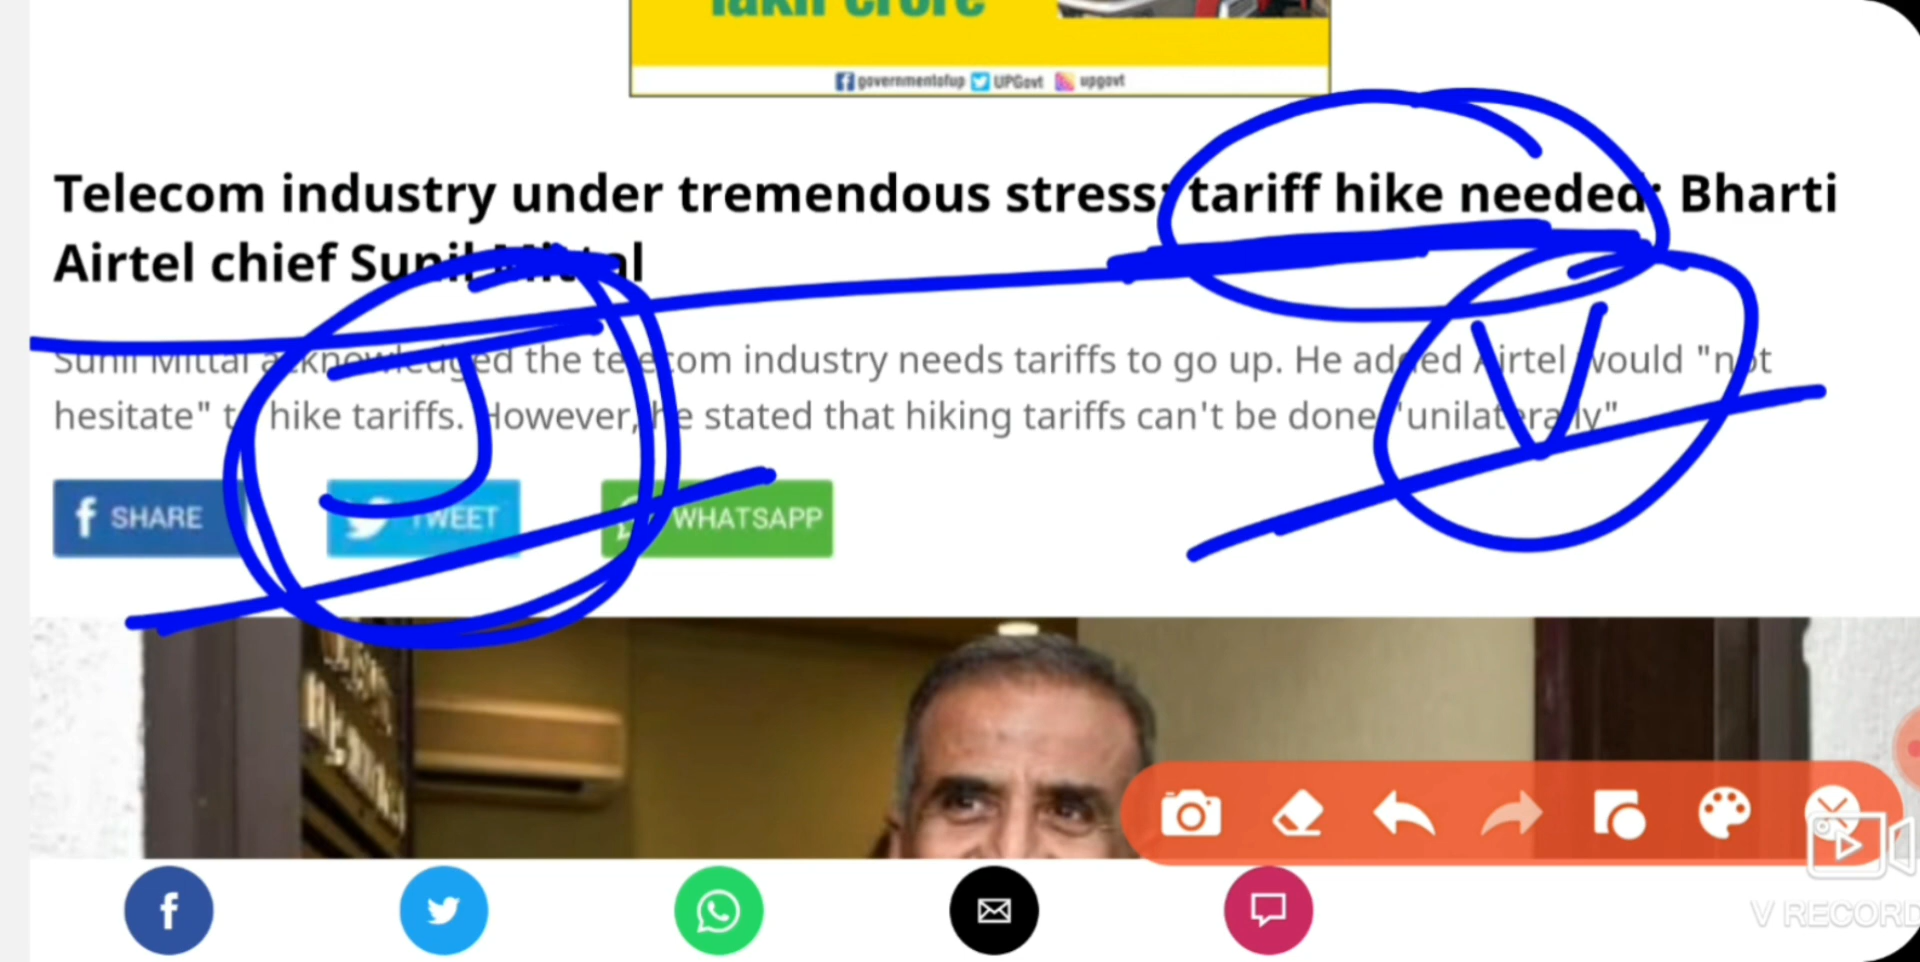 lakh crore
governmentofup UPGovt upgovt
Telecom industry under tremendous stress; tariff hike needed: Bharti
Airtel chief Sunil Mittal
Sunil Mittal acknowledged the telecom industry needs tariffs to go up. He added Airtel would "not
hesitate" to hike tariffs. However, he stated that hiking tariffs can't be done "unilaterally"
J
V
f SHARE
TWEET
WHATSAPP
f
V RECORD